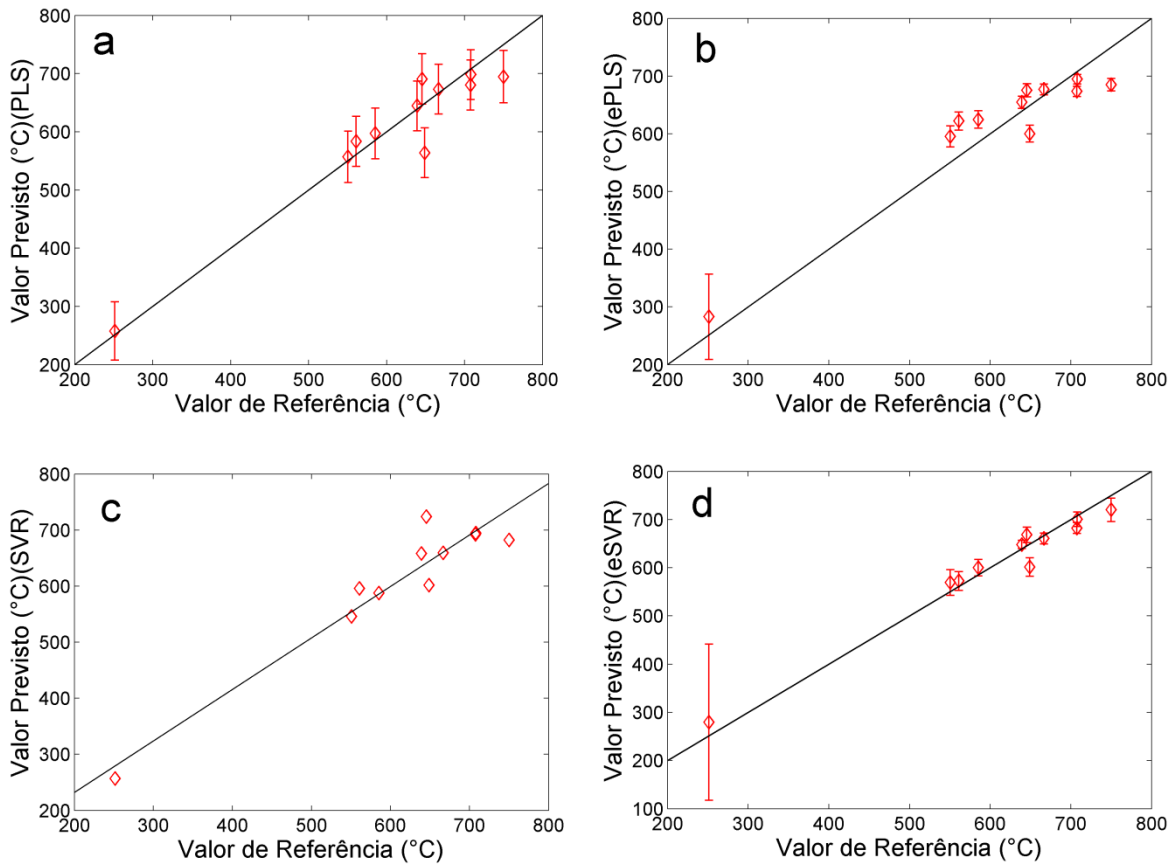 a
Valor Previsto (°C)(PLS)
800
700
600
500
400
300
200
200 300 400 500 600 700 800
Valor de Referência (°C)
b
Valor Previsto (°C)(ePLS)
800
700
600
500
400
300
200
200 300 400 500 600 700 800
Valor de Referência (°C)
c
Valor Previsto (°C)(SVR)
800
700
600
500
400
300
200
200 300 400 500 600 700 800
Valor de Referência (°C)
d
Valor Previsto (°C)(eSVR)
800
700
600
500
400
300
200
100
200 300 400 500 600 700 800
Valor de Referência (°C)